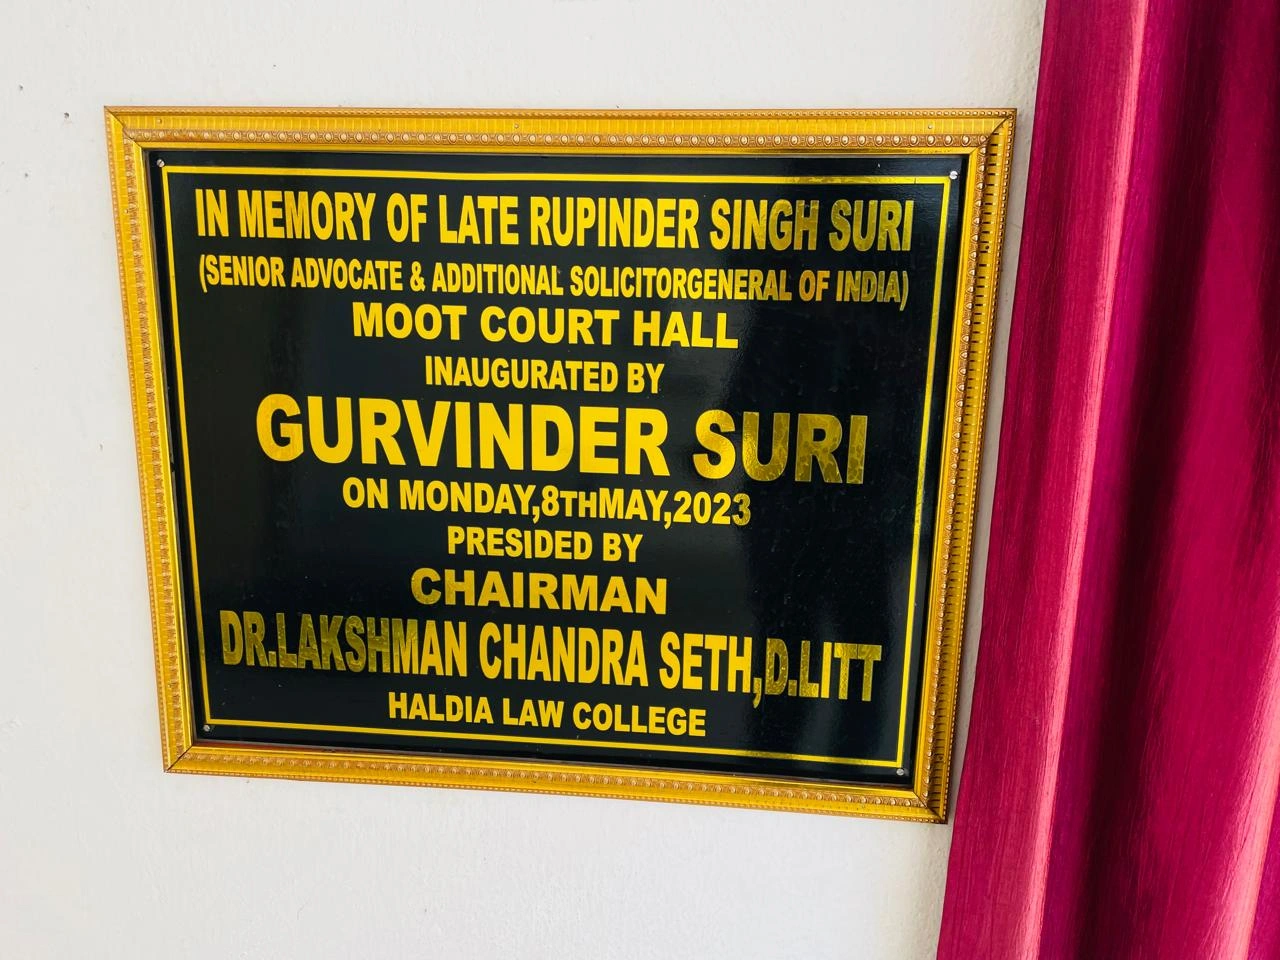 IN MEMORY OF LATE RUPINDER SINGH SURI
(SENIOR ADVOCATE & ADDITIONAL SOLICITORGENERAL OF INDIA)
MOOT COURT HALL
INAUGURATED BY
GURVINDER SURI
ON MONDAY,8THMAY,2023
PRESIDED BY
CHAIRMAN
DR.LAKSHMAN CHANDRA SETH,D.LITT
HALDIA LAW COLLEGE